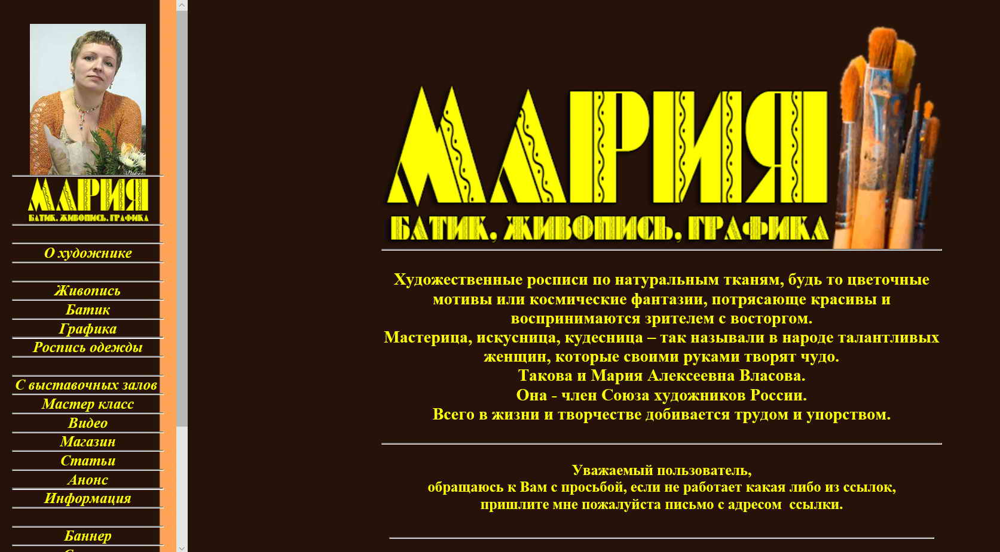 МАРИЯ
БАТИК. ЖИВОПИСЬ. ГРАФИКА
О художнике
Живопись
Батик
Графика
Роспись одежды
С выставочных залов
Мастер класс
Видео
Магазин
Статьи
Анонс
Информация
Баннер
МАРИЯ
БАТИК. ЖИВОПИСЬ. ГРАФИКА
Художественные росписи по натуральным тканям, будь то цветочные
мотивы или космические фантазии, потрясающе красивы и
воспринимаются зрителем с восторгом.
Мастерица, искусница, кудесница – так называли в народе талантливых
женщин, которые своими руками творят чудо.
Такова и Мария Алексеевна Власова.
Она - член Союза художников России.
Всего в жизни и творчестве добивается трудом и упорством.
Уважаемый пользователь,
обращаюсь к Вам с просьбой, если не работает какая либо из ссылок,
пришлите мне пожалуйста письмо с адресом  ссылки.